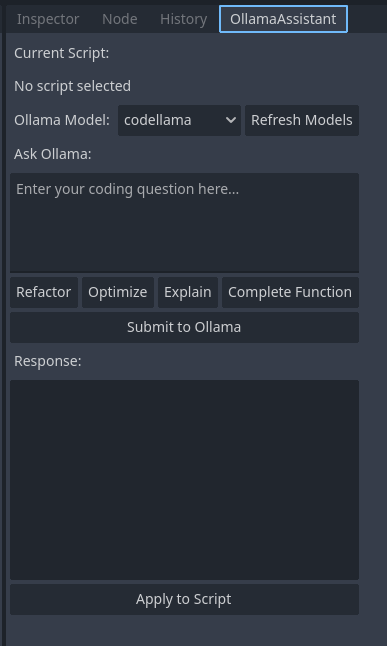 Inspector Node History OllamaAssistant
Current Script:
No script selected
Ollama Model: codellama Refresh Models
Ask Ollama:
Enter your coding question here...
Refactor Optimize Explain Complete Function
Submit to Ollama
Response:
Apply to Script